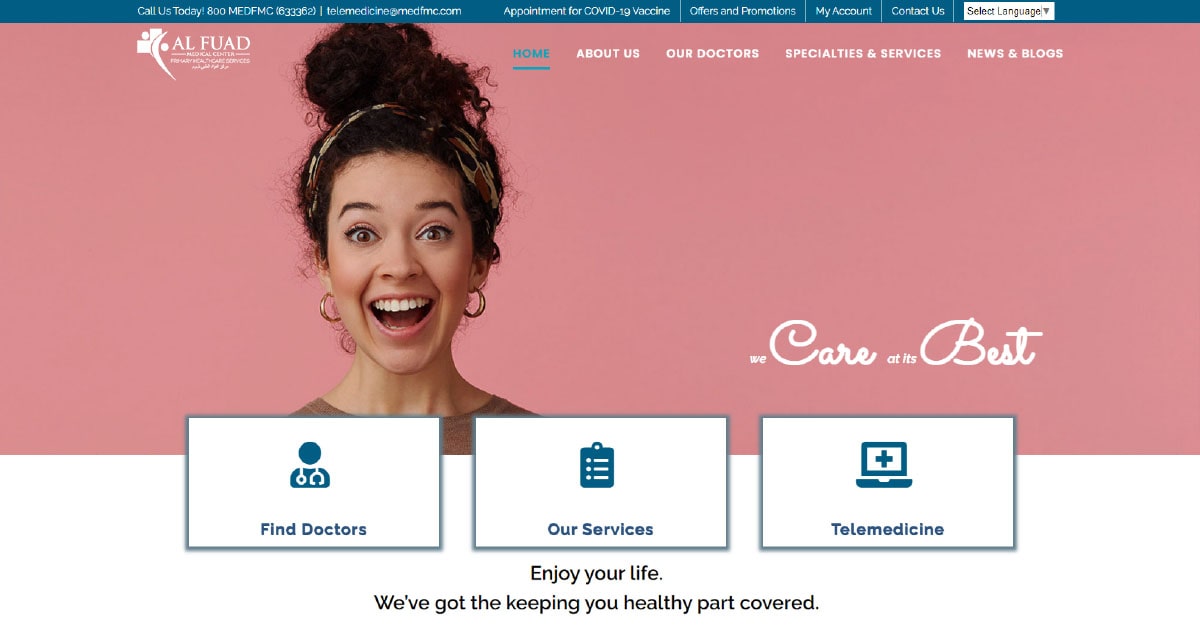 Call Us Today! 800 MEDFMC (633362) | telemedicine@medfmc.com
Appointment for COVID-19 Vaccine
Offers and Promotions
My Account
Contact Us
Select Language▼
AL FUAD
MEDICAL CENTER
PRIMARY HEALTHCARE SERVICES
HOME
ABOUT US
OUR DOCTORS
SPECIALTIES & SERVICES
NEWS & BLOGS
we Care at its Best
Find Doctors
Our Services
Telemedicine
Enjoy your life.
We've got the keeping you healthy part covered.